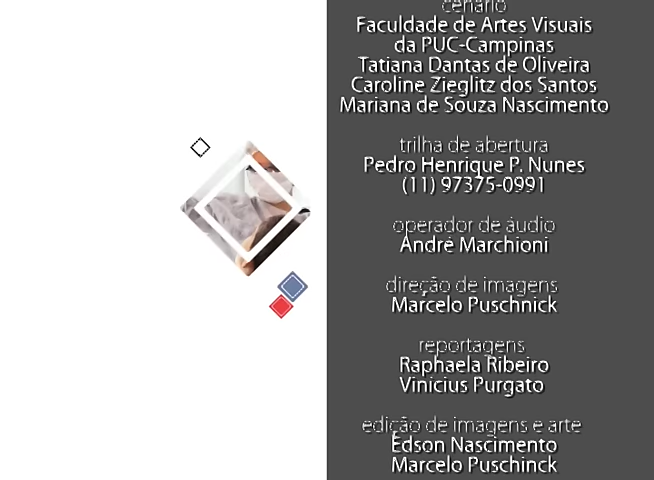 cenário
Faculdade de Artes Visuais
da PUC-Campinas
Tatiana Dantas de Oliveira
Caroline Zieglitz dos Santos
Mariana de Souza Nascimento
trilha de abertura
Pedro Henrique P. Nunes
(11) 97375-0991
operador de áudio
André Marchioni
direção de imagens
Marcelo Puschnick
reportagens
Raphaela Ribeiro
Vinícius Purgato
edição de imagens e arte
Edson Nascimento
Marcelo Puschinck